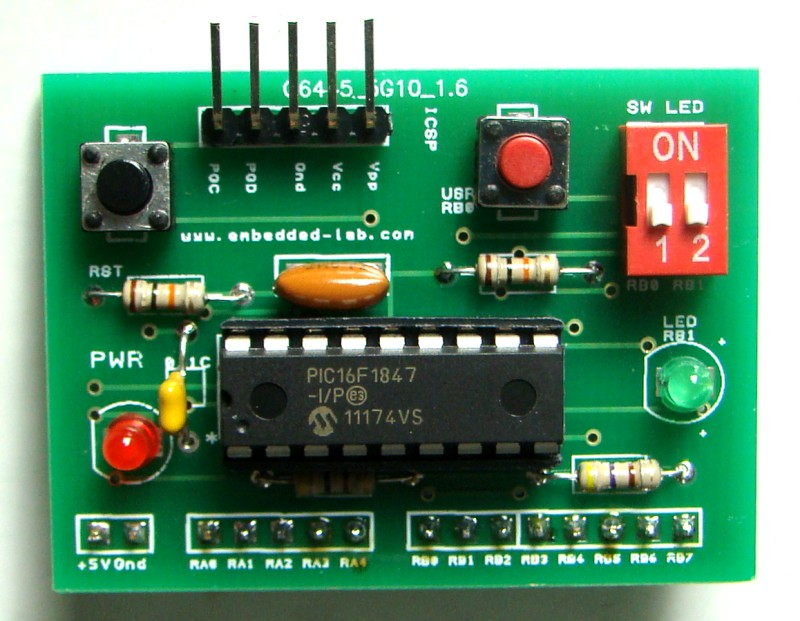 SW LED
ICSP
ON
PGC PGD Gnd Vcc Vpp
USR
RB0
www.embedded-lab.com
1 2
RST
RB0 RB1
LED
RB1
PWR
PIC16F1847
-I/P e3
11174VS
+5V Gnd
RA0 RA1 RA2 RA3 RA4
RB0 RB1 RB2 RB3 RB4 RB5 RB6 RB7